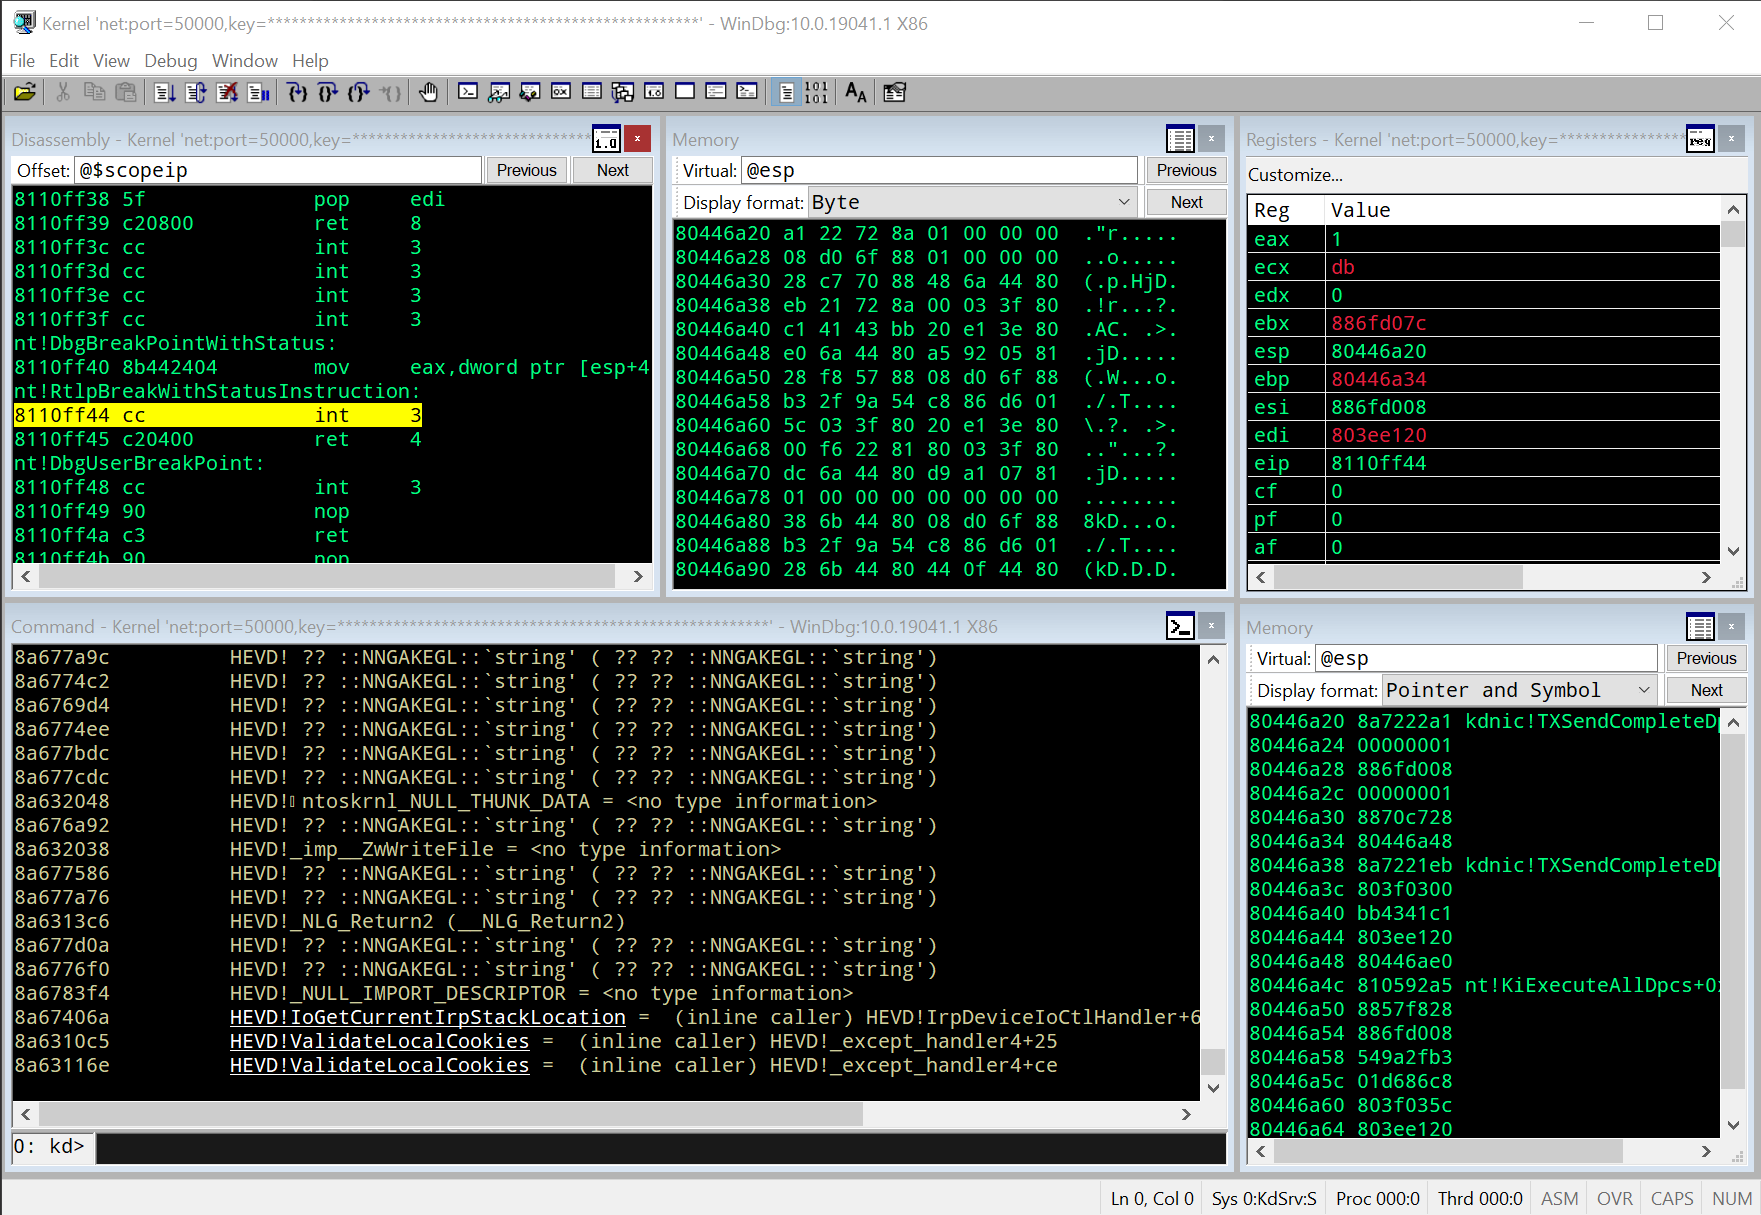 Kernel 'net:port=50000,key=*****************************************************' - WinDbg:10.0.19041.1 X86
File Edit View Debug Window Help
Disassembly - Kernel 'net:port=50000,key=******************************
Offset: @$scopeip Previous Next
8110ff38 5f pop edi
8110ff39 c20800 ret 8
8110ff3c cc int 3
8110ff3d cc int 3
8110ff3e cc int 3
8110ff3f cc int 3
nt!DbgBreakPointWithStatus:
8110ff40 8b442404 mov eax,dword ptr [esp+4
nt!RtlpBreakWithStatusInstruction:
8110ff44 cc int 3
8110ff45 c20400 ret 4
nt!DbgUserBreakPoint:
8110ff48 cc int 3
8110ff49 90 nop
8110ff4a c3 ret
8110ff4b 90 nop
Memory
Virtual: @esp Previous
Display format: Byte Next
80446a20 a1 22 72 8a 01 00 00 00 ."r.....
80446a28 08 d0 6f 88 01 00 00 00 ..o.....
80446a30 28 c7 70 88 48 6a 44 80 (.p.HjD.
80446a38 eb 21 72 8a 00 03 3f 80 .!r...?.
80446a40 c1 41 43 bb 20 e1 3e 80 .AC. .>.
80446a48 e0 6a 44 80 a5 92 05 81 .jD.....
80446a50 28 f8 57 88 08 d0 6f 88 (.W...o.
80446a58 b3 2f 9a 54 c8 86 d6 01 ./.T....
80446a60 5c 03 3f 80 20 e1 3e 80 \.?. .>.
80446a68 00 f6 22 81 80 03 3f 80 .."...?.
80446a70 dc 6a 44 80 d9 a1 07 81 .jD.....
80446a78 01 00 00 00 00 00 00 00 ........
80446a80 38 6b 44 80 08 d0 6f 88 8kD...o.
80446a88 b3 2f 9a 54 c8 86 d6 01 ./.T....
80446a90 28 6b 44 80 44 0f 44 80 (kD.D.D.
Registers - Kernel 'net:port=50000,key=****************
Customize...
Reg Value
eax 1
ecx db
edx 0
ebx 886fd07c
esp 80446a20
ebp 80446a34
esi 886fd008
edi 803ee120
eip 8110ff44
cf 0
pf 0
af 0
Command - Kernel 'net:port=50000,key=*****************************************************' - WinDbg:10.0.19041.1 X86
8a677a9c HEVD! ?? ::NNGAKEGL::`string' ( ?? ?? ::NNGAKEGL::`string')
8a6774c2 HEVD! ?? ::NNGAKEGL::`string' ( ?? ?? ::NNGAKEGL::`string')
8a6769d4 HEVD! ?? ::NNGAKEGL::`string' ( ?? ?? ::NNGAKEGL::`string')
8a6774ee HEVD! ?? ::NNGAKEGL::`string' ( ?? ?? ::NNGAKEGL::`string')
8a677bdc HEVD! ?? ::NNGAKEGL::`string' ( ?? ?? ::NNGAKEGL::`string')
8a677cdc HEVD! ?? ::NNGAKEGL::`string' ( ?? ?? ::NNGAKEGL::`string')
8a632048 HEVD! ntoskrnl_NULL_THUNK_DATA = <no type information>
8a676a92 HEVD! ?? ::NNGAKEGL::`string' ( ?? ?? ::NNGAKEGL::`string')
8a632038 HEVD!_imp__ZwWriteFile = <no type information>
8a677586 HEVD! ?? ::NNGAKEGL::`string' ( ?? ?? ::NNGAKEGL::`string')
8a677a76 HEVD! ?? ::NNGAKEGL::`string' ( ?? ?? ::NNGAKEGL::`string')
8a6313c6 HEVD!_NLG_Return2 (__NLG_Return2)
8a677d0a HEVD! ?? ::NNGAKEGL::`string' ( ?? ?? ::NNGAKEGL::`string')
8a6776f0 HEVD! ?? ::NNGAKEGL::`string' ( ?? ?? ::NNGAKEGL::`string')
8a6783f4 HEVD!_NULL_IMPORT_DESCRIPTOR = <no type information>
8a67406a HEVD!IoGetCurrentIrpStackLocation = (inline caller) HEVD!IrpDeviceIoCtlHandler+6
8a6310c5 HEVD!ValidateLocalCookies = (inline caller) HEVD!_except_handler4+25
8a63116e HEVD!ValidateLocalCookies = (inline caller) HEVD!_except_handler4+ce
0: kd>
Memory
Virtual: @esp Previous
Display format: Pointer and Symbol Next
80446a20 8a7222a1 kdnic!TXSendCompleteDp
80446a24 00000001
80446a28 886fd008
80446a2c 00000001
80446a30 8870c728
80446a34 80446a48
80446a38 8a7221eb kdnic!TXSendCompleteDp
80446a3c 803f0300
80446a40 bb4341c1
80446a44 803ee120
80446a48 80446ae0
80446a4c 810592a5 nt!KiExecuteAllDpcs+0x
80446a50 8857f828
80446a54 886fd008
80446a58 549a2fb3
80446a5c 01d686c8
80446a60 803f035c
80446a64 803ee120
Ln 0, Col 0 Sys 0:KdSrv:S Proc 000:0 Thrd 000:0 ASM OVR CAPS NUM